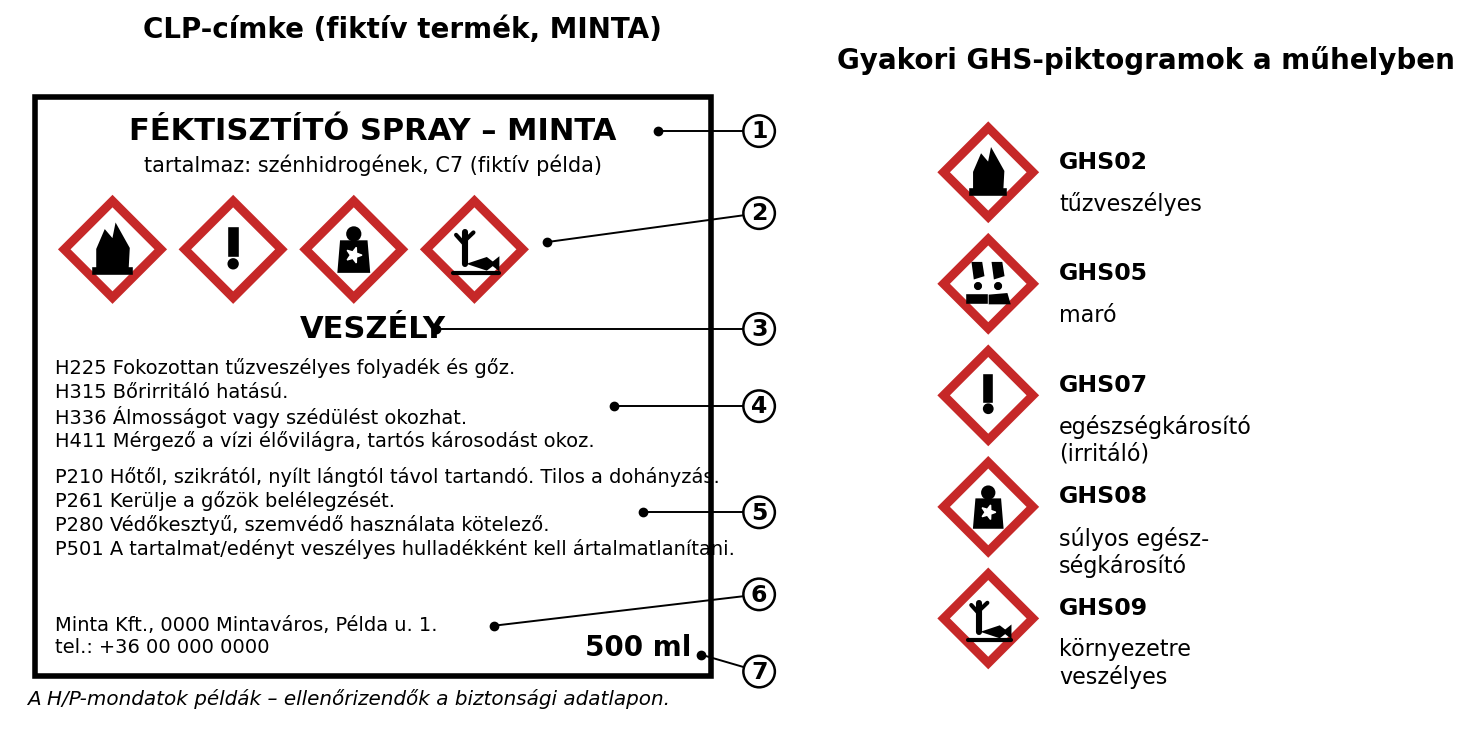 CLP-címke (fiktív termék, MINTA)
FÉKTISZTÍTÓ SPRAY – MINTA
tartalmaz: szénhidrogének, C7 (fiktív példa)
VESZÉLY
H225 Fokozottan tűzveszélyes folyadék és gőz.
H315 Bőrirritáló hatású.
H336 Álmosságot vagy szédülést okozhat.
H411 Mérgező a vízi élővilágra, tartós károsodást okoz.
P210 Hőtől, szikrától, nyílt lángtól távol tartandó. Tilos a dohányzás.
P261 Kerülje a gőzök belélegzését.
P280 Védőkesztyű, szemvédő használata kötelező.
P501 A tartalmat/edényt veszélyes hulladékként kell ártalmatlanítani.
Minta Kft., 0000 Mintaváros, Példa u. 1.
tel.: +36 00 000 0000
500 ml
1
2
3
4
5
6
7
A H/P-mondatok példák – ellenőrizendők a biztonsági adatlapon.
Gyakori GHS-piktogramok a műhelyben
GHS02
tűzveszélyes
GHS05
maró
GHS07
egészségkárosító
(irritáló)
GHS08
súlyos egész-
ségkárosító
GHS09
környezetre
veszélyes